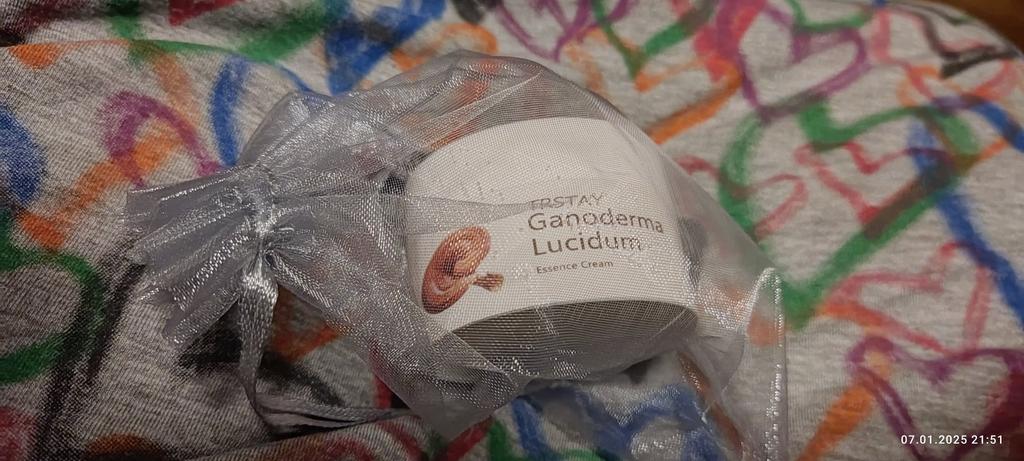 Ganoderma
Lucidum
Essence Cream
07.01.2025 21:51